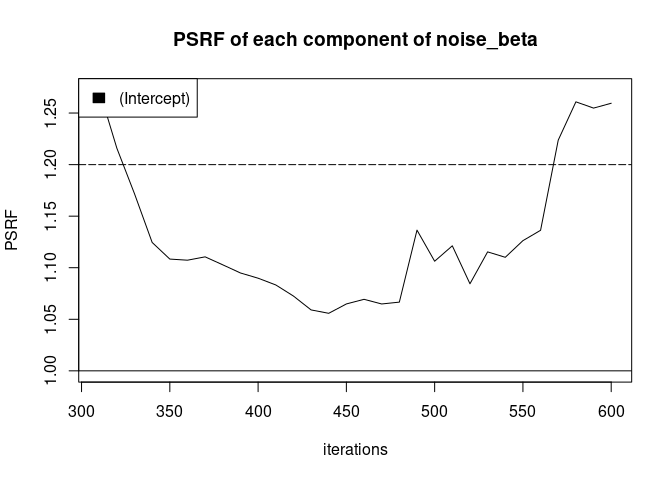 PSRF of each component of noise_beta
(Intercept)
PSRF
1.25
1.20
1.15
1.10
1.05
1.00
300 350 400 450 500 550 600
iterations